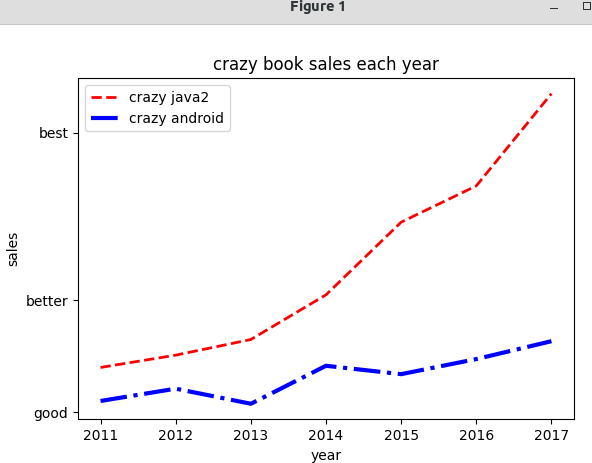 Figure 1
crazy book sales each year
crazy java2
crazy android
best
better
good
sales
2011 2012 2013 2014 2015 2016 2017
year